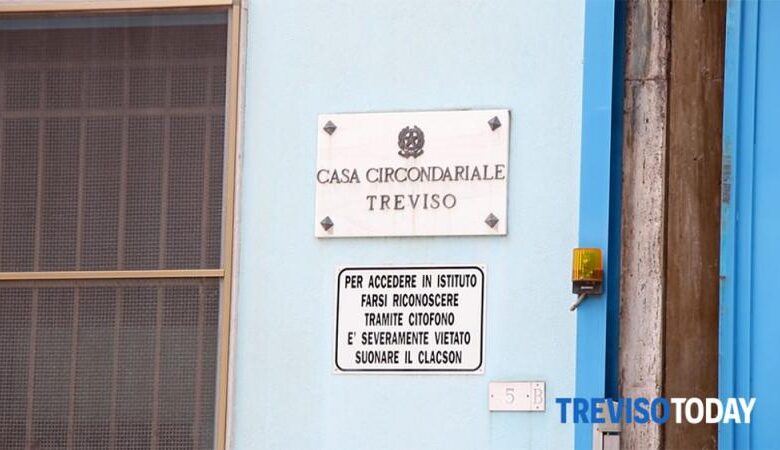 CASA CIRCONDARIALE
TREVISO
PER ACCEDERE IN ISTITUTO
FARSI RICONOSCERE
TRAMITE CITOFONO
E' SEVERAMENTE VIETATO
SUONARE IL CLACSON
5 B
TREVISOTODAY